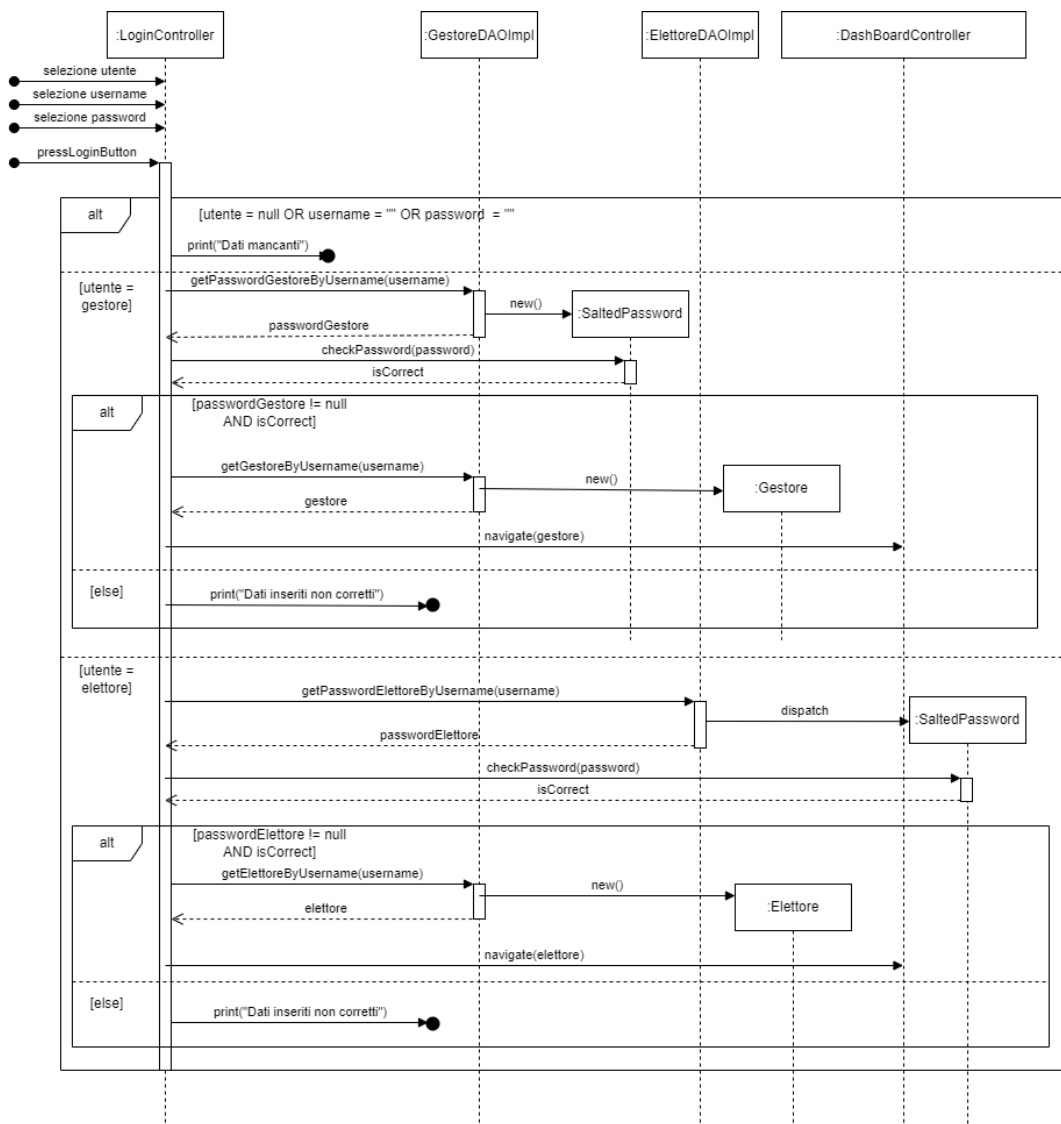 :LoginController
:GestoreDAOImpl
:ElettoreDAOImpl
:DashBoardController
selezione utente
selezione username
selezione password
pressLoginButton
alt
[utente = null OR username = "" OR password  = ""
print("Dati mancanti")
[utente =
gestore]
getPasswordGestoreByUsername(username)
new()
:SaltedPassword
passwordGestore
checkPassword(password)
isCorrect
alt
[passwordGestore != null
AND isCorrect]
getGestoreByUsername(username)
new()
:Gestore
gestore
navigate(gestore)
[else]
print("Dati inseriti non corretti")
[utente =
elettore]
getPasswordElettoreByUsername(username)
dispatch
:SaltedPassword
passwordElettore
checkPassword(password)
isCorrect
alt
[passwordElettore != null
AND isCorrect]
getElettoreByUsername(username)
new()
:Elettore
elettore
navigate(elettore)
[else]
print("Dati inseriti non corretti")